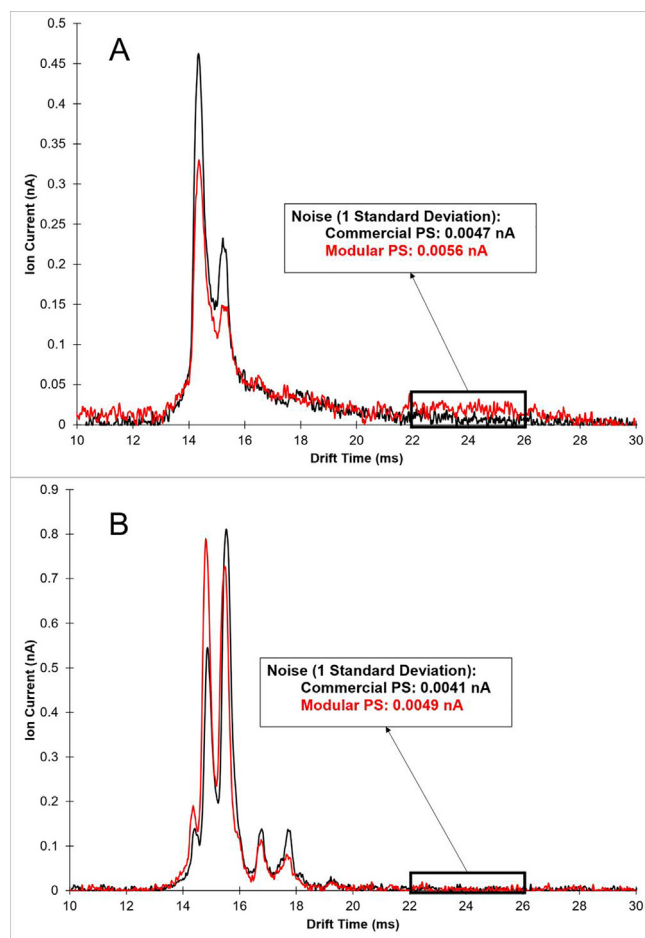 A
0.5
0.45
0.4
0.35
0.3
0.25
0.2
0.15
0.1
0.05
0
Ion Current (nA)
Noise (1 Standard Deviation):
Commercial PS: 0.0047 nA
Modular PS: 0.0056 nA
10 12 14 16 18 20 22 24 26 28 30
Drift Time (ms)
B
0.9
0.8
0.7
0.6
0.5
0.4
0.3
0.2
0.1
0
Ion Current (nA)
Noise (1 Standard Deviation):
Commercial PS: 0.0041 nA
Modular PS: 0.0049 nA
10 12 14 16 18 20 22 24 26 28 30
Drift Time (ms)